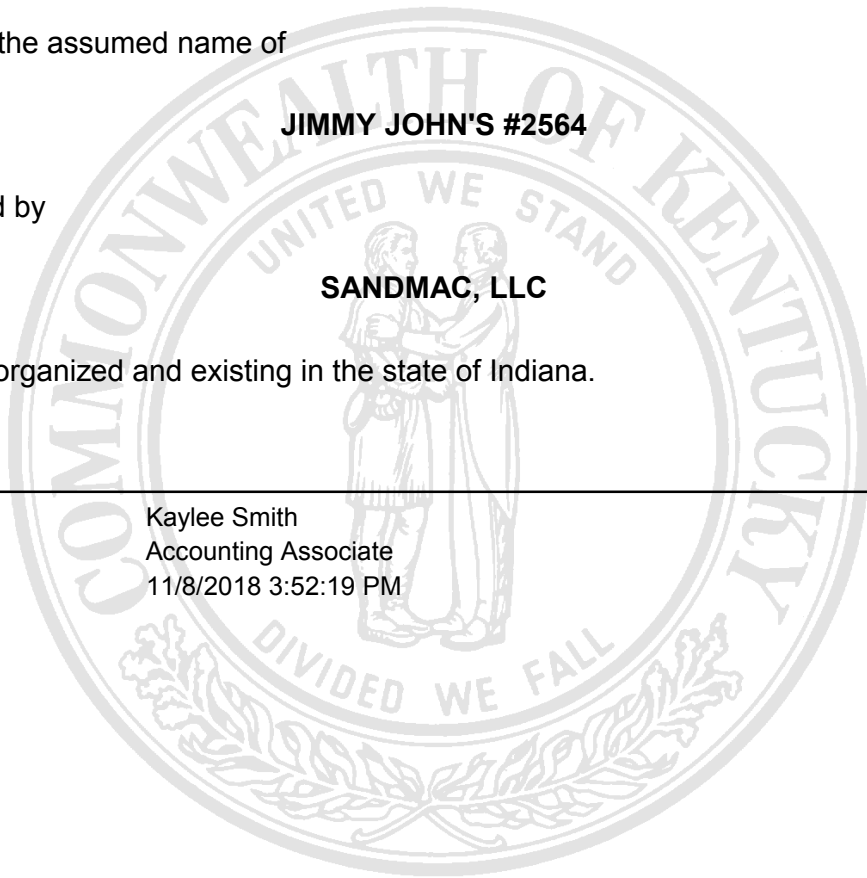 the assumed name of
JIMMY JOHN'S #2564
by
SANDMAC, LLC
organized and existing in the state of Indiana.
Kaylee Smith
Accounting Associate
11/8/2018 3:52:19 PM
COMMONWEALTH OF KENTUCKY
UNITED WE STAND
DIVIDED WE FALL